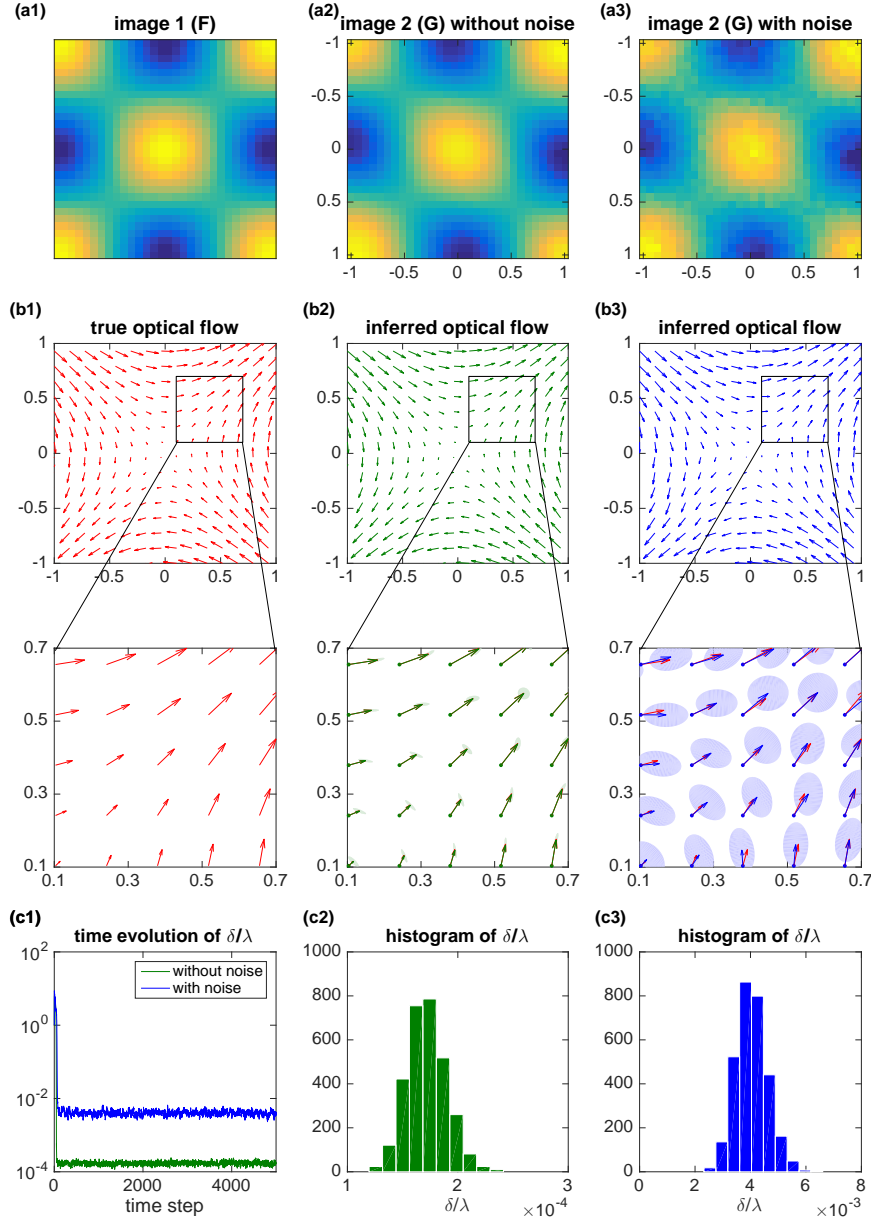 (a1)
image 1 (F)
(a2)
image 2 (G) without noise
-1
-0.5
0
0.5
1
-1 -0.5 0 0.5 1
(a3)
image 2 (G) with noise
-1
-0.5
0
0.5
1
-1 -0.5 0 0.5 1
(b1)
true optical flow
1
0.5
0
-0.5
-1
-1 -0.5 0 0.5 1
(b2)
inferred optical flow
1
0.5
0
-0.5
-1
-1 -0.5 0 0.5 1
(b3)
inferred optical flow
1
0.5
0
-0.5
-1
-1 -0.5 0 0.5 1
0.7
0.5
0.3
0.1
0.1 0.3 0.5 0.7
0.7
0.5
0.3
0.1
0.1 0.3 0.5 0.7
0.7
0.5
0.3
0.1
0.1 0.3 0.5 0.7
(c1)
time evolution of δ/λ
10^2
10^0
10^-2
10^-4
without noise
with noise
0 2000 4000
time step
(c2)
histogram of δ/λ
1000
800
600
400
200
0
1 2 3
δ/λ
×10^-4
(c3)
histogram of δ/λ
1000
800
600
400
200
0
0 2 4 6 8
δ/λ
×10^-3